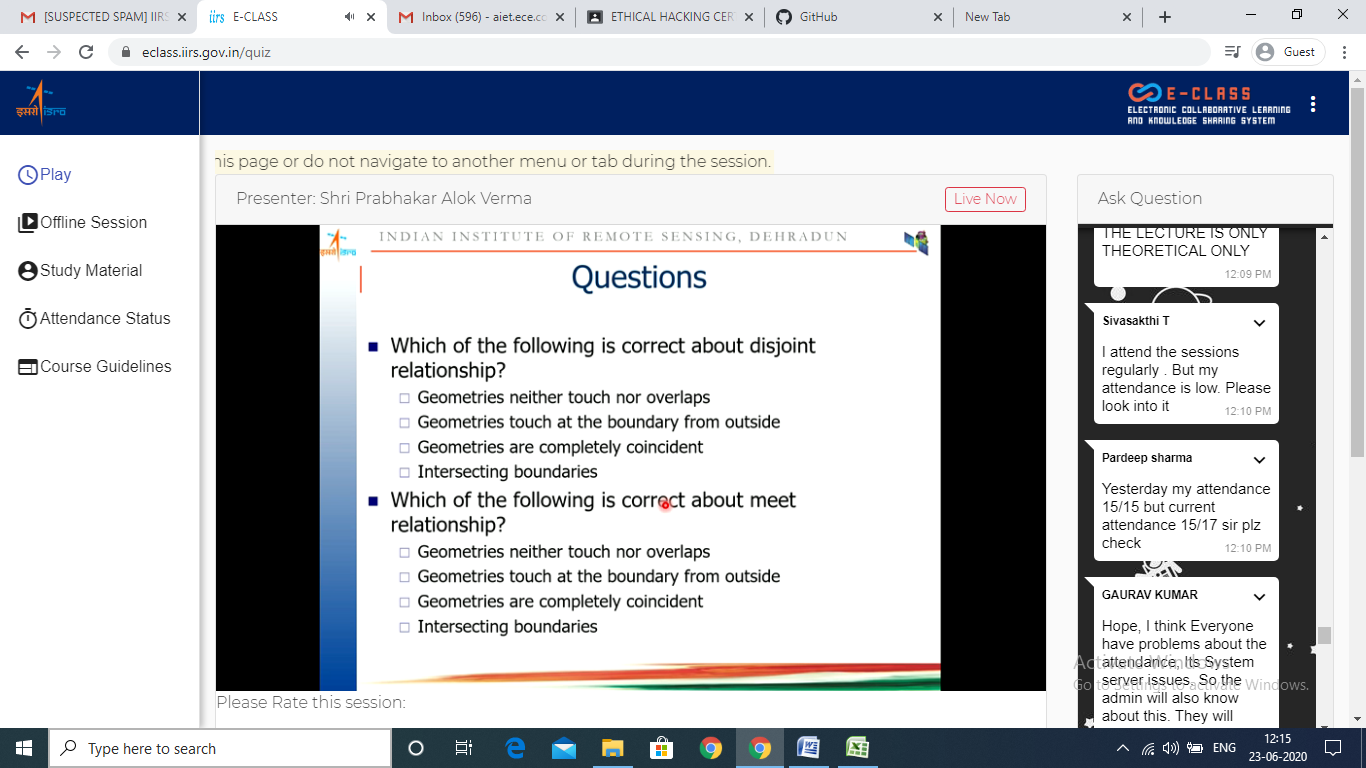 [SUSPECTED SPAM] IIRS
iirs E-CLASS
Inbox (596) - aiet.ece.co
ETHICAL HACKING CER
GitHub
New Tab
eclass.iirs.gov.in/quiz
Guest
इसरो isro
E-CLASS
ELECTRONIC COLLABORATIVE LEARNING
AND KNOWLEDGE SHARING SYSTEM
Play
Offline Session
Study Material
Attendance Status
Course Guidelines
his page or do not navigate to another menu or tab during the session.
Presenter: Shri Prabhakar Alok Verma
Live Now
इसरो isro
INDIAN INSTITUTE OF REMOTE SENSING, DEHRADUN
Questions
Which of the following is correct about disjoint
relationship?
Geometries neither touch nor overlaps
Geometries touch at the boundary from outside
Geometries are completely coincident
Intersecting boundaries
Which of the following is correct about meet
relationship?
Geometries neither touch nor overlaps
Geometries touch at the boundary from outside
Geometries are completely coincident
Intersecting boundaries
Please Rate this session:
Ask Question
THE LECTURE IS ONLY
THEORETICAL ONLY
12:09 PM
Sivasakthi T
I attend the sessions
regularly . But my
attendance is low. Please
look into it
12:10 PM
Pardeep sharma
Yesterday my attendance
15/15 but current
attendance 15/17 sir plz
check
12:10 PM
GAURAV KUMAR
Hope, I think Everyone
have problems about the
attendance, Its System
server issues. So the
admin will also know
about this. They will
Activate Windows
Go to Settings to activate Windows.
Type here to search
ENG
12:15
23-06-2020